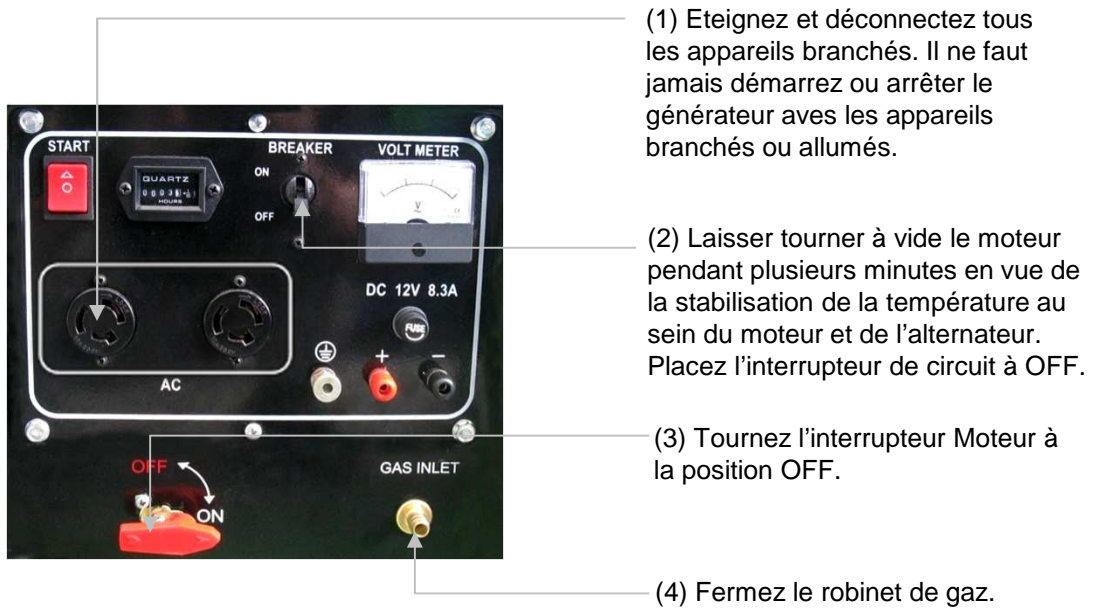 (1) Eteignez et déconnectez tous
les appareils branchés. Il ne faut
jamais démarrez ou arrêter le
générateur aves les appareils
branchés ou allumés.
START
QUARTZ
HOURS
BREAKER
ON
OFF
VOLT METER
V
(2) Laisser tourner à vide le moteur
pendant plusieurs minutes en vue de
la stabilisation de la température au
sein du moteur et de l’alternateur.
Placez l’interrupteur de circuit à OFF.
DC 12V 8.3A
FUSE
+ −
AC
(3) Tournez l’interrupteur Moteur à
la position OFF.
OFF
ON
GAS INLET
(4) Fermez le robinet de gaz.